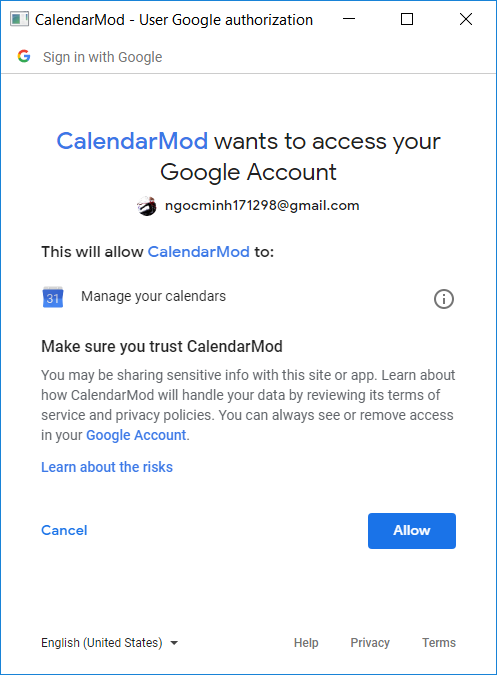 CalendarMod - User Google authorization
Sign in with Google
CalendarMod wants to access your
Google Account
ngocminh171298@gmail.com
This will allow CalendarMod to:
31
Manage your calendars
Make sure you trust CalendarMod
You may be sharing sensitive info with this site or app. Learn about
how CalendarMod will handle your data by reviewing its terms of
service and privacy policies. You can always see or remove access
in your Google Account.
Learn about the risks
Cancel
Allow
English (United States)
Help
Privacy
Terms